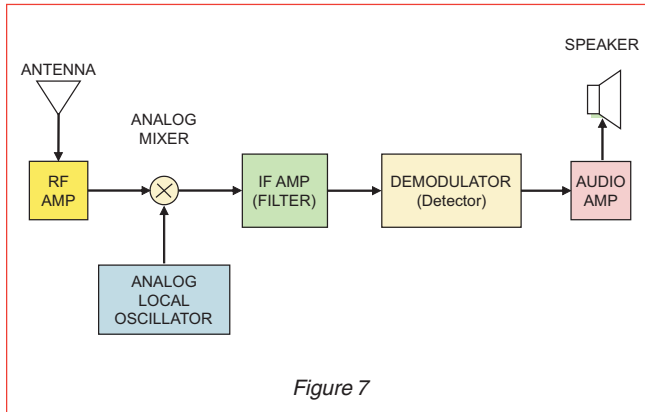 SPEAKER
ANTENNA
ANALOG
MIXER
RF
AMP
IF AMP
(FILTER)
DEMODULATOR
(Detector)
AUDIO
AMP
ANALOG
LOCAL
OSCILLATOR
Figure 7